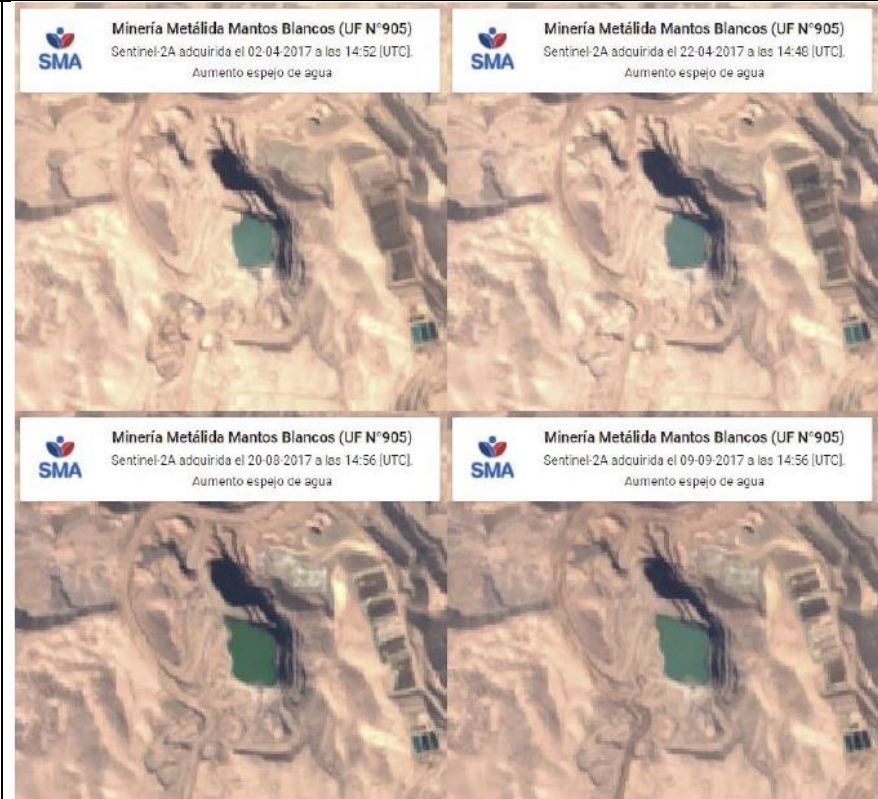 SMA
Minería Metálida Mantos Blancos (UF N°905)
Sentinel-2A adquirida el 02-04-2017 a las 14:52 [UTC].
Aumento espejo de agua
SMA
Minería Metálida Mantos Blancos (UF N°905)
Sentinel-2A adquirida el 22-04-2017 a las 14:48 [UTC].
Aumento espejo de agua
SMA
Minería Metálida Mantos Blancos (UF N°905)
Sentinel-2A adquirida el 20-08-2017 a las 14:56 [UTC].
Aumento espejo de agua
SMA
Minería Metálida Mantos Blancos (UF N°905)
Sentinel-2A adquirida el 09-09-2017 a las 14:56 [UTC].
Aumento espejo de agua